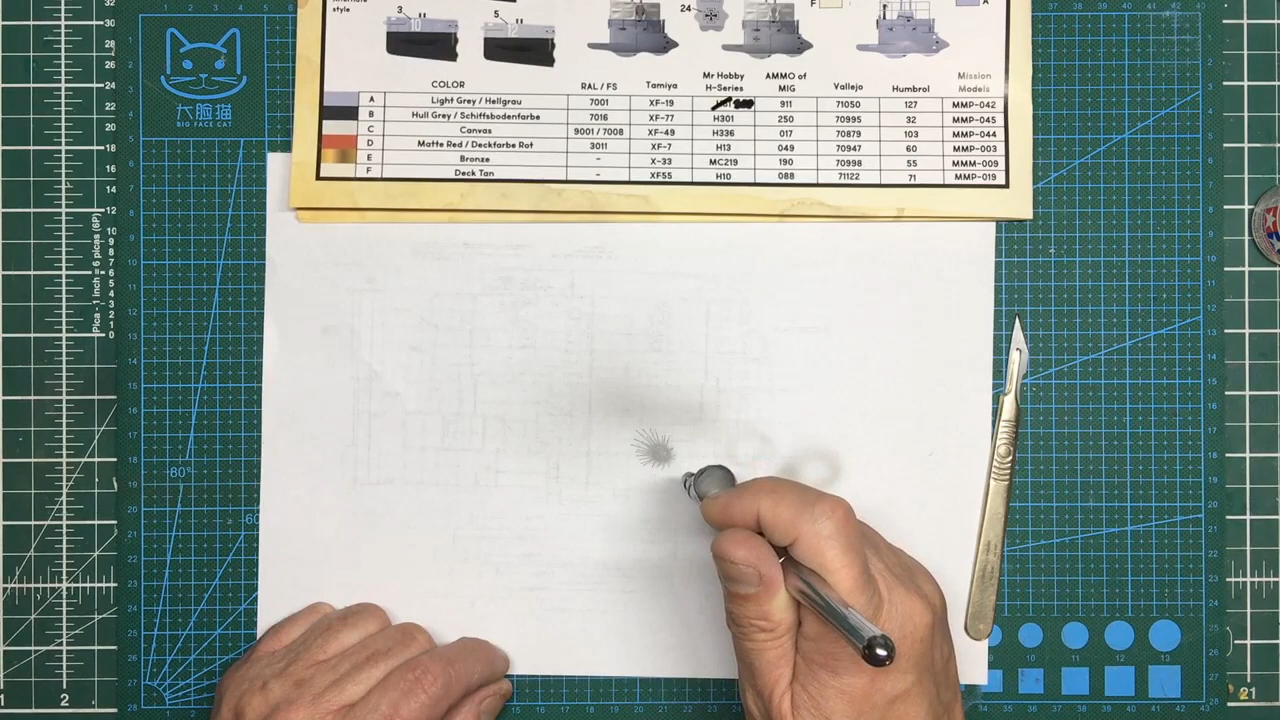 style
3
5
24
F
A
COLOR RAL / FS Tamiya Mr Hobby H-Series AMMO of MIG Vallejo Humbrol Mission Models
A Light Grey / Hellgrau 7001 XF-19 911 71050 127 MMP-042
B Hull Grey / Schiffsbodenfarbe 7016 XF-77 H301 250 70995 32 MMP-045
C Canvas 9001 / 7008 XF-49 H336 017 70879 103 MMP-044
D Matte Red / Deckfarbe Rot 3011 XF-7 H13 049 70947 60 MMP-003
E Bronze - X-33 MC219 190 70998 55 MMM-009
F Deck Tan - XF55 H10 088 71122 71 MMP-019
大脸猫
BIG FACE CAT
Pica - 1 inch = 6 picas (6P)
80°
60